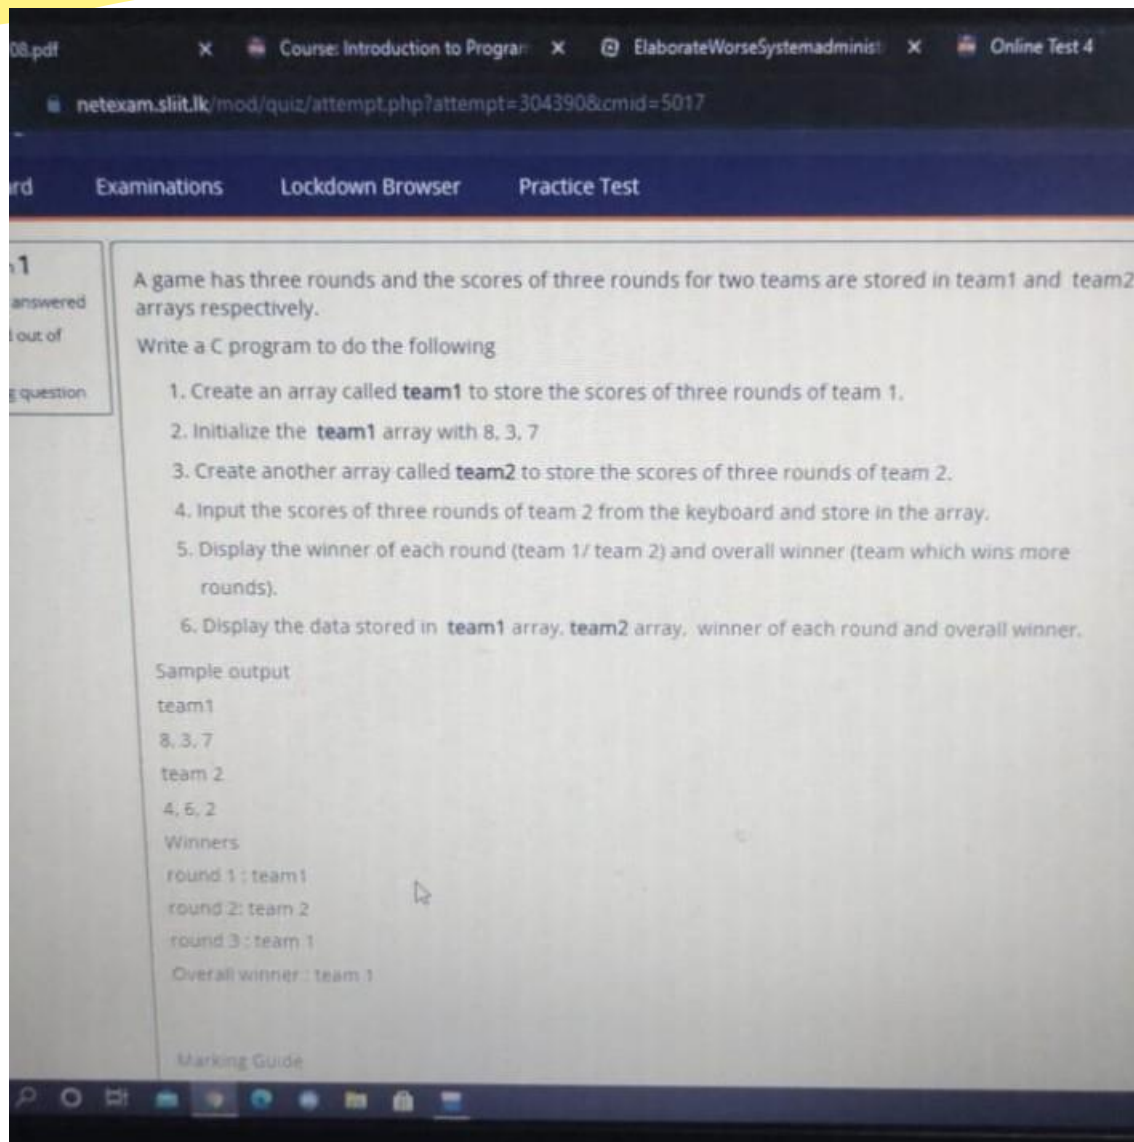 08.pdf
Course: Introduction to Progra
ElaborateWorseSystemadminist
Online Test 4
netexam.sliit.lk/mod/quiz/attempt.php?attempt=304390&cmid=5017
rd
Examinations
Lockdown Browser
Practice Test
1
answered
out of
question
A game has three rounds and the scores of three rounds for two teams are stored in team1 and team2
arrays respectively.
Write a C program to do the following
1. Create an array called team1 to store the scores of three rounds of team 1.
2. Initialize the team1 array with 8, 3, 7
3. Create another array called team2 to store the scores of three rounds of team 2.
4. Input the scores of three rounds of team 2 from the keyboard and store in the array.
5. Display the winner of each round (team 1/ team 2) and overall winner (team which wins more
rounds).
6. Display the data stored in team1 array, team2 array, winner of each round and overall winner.
Sample output
team1
8, 3, 7
team 2
4, 6, 2
Winners
round 1 : team1
round 2: team 2
round 3 : team 1
Overall winner : team 1
Marking Guide